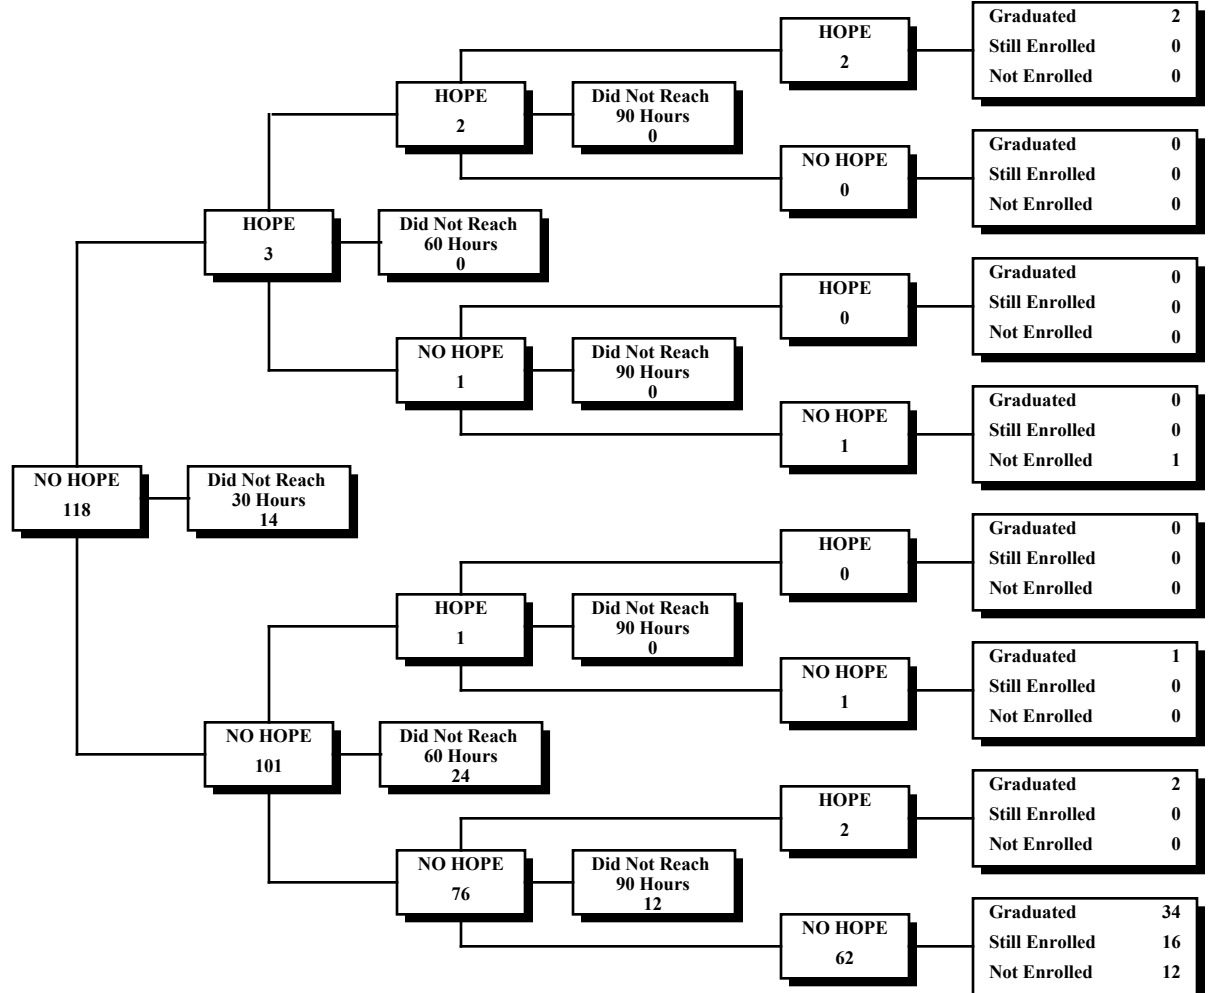 HOPE
2
Graduated 2
Still Enrolled 0
Not Enrolled 0
HOPE
2
Did Not Reach
90 Hours
0
NO HOPE
0
Graduated 0
Still Enrolled 0
Not Enrolled 0
HOPE
3
Did Not Reach
60 Hours
0
HOPE
0
Graduated 0
Still Enrolled 0
Not Enrolled 0
NO HOPE
1
Did Not Reach
90 Hours
0
NO HOPE
1
Graduated 0
Still Enrolled 0
Not Enrolled 1
NO HOPE
118
Did Not Reach
30 Hours
14
HOPE
0
Graduated 0
Still Enrolled 0
Not Enrolled 0
HOPE
1
Did Not Reach
90 Hours
0
NO HOPE
1
Graduated 1
Still Enrolled 0
Not Enrolled 0
NO HOPE
101
Did Not Reach
60 Hours
24
HOPE
2
Graduated 2
Still Enrolled 0
Not Enrolled 0
NO HOPE
76
Did Not Reach
90 Hours
12
NO HOPE
62
Graduated 34
Still Enrolled 16
Not Enrolled 12